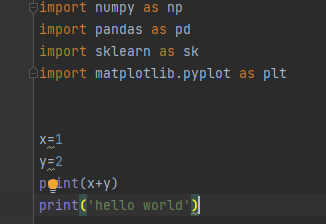 import numpy as np
import pandas as pd
import sklearn as sk
import matplotlib.pyplot as plt
x=1
y=2
print(x+y)
print('hello world')